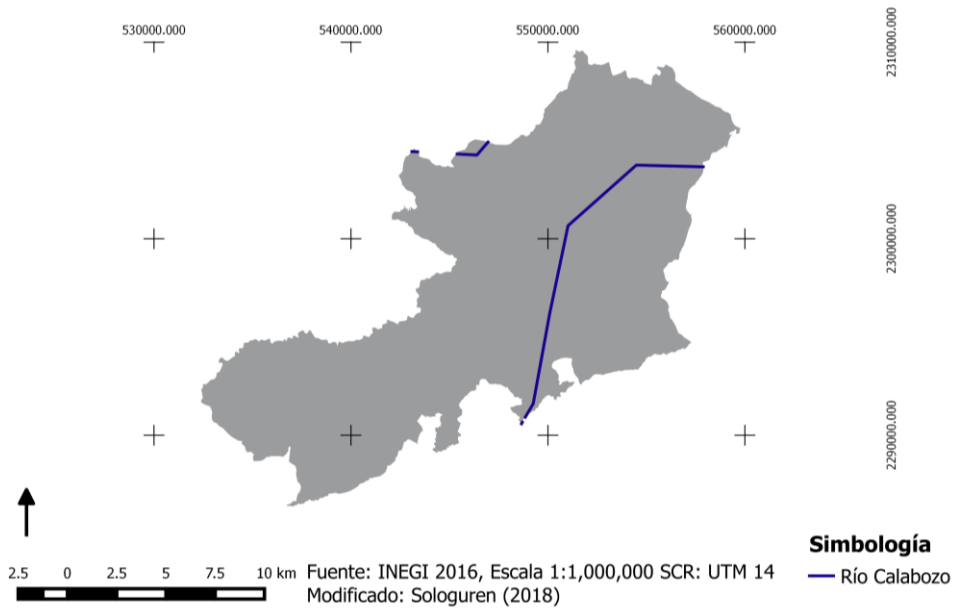 530000.000 540000.000 550000.000 560000.000
2310000.000
2300000.000
2290000.000
Simbología
Río Calabozo
2.5 0 2.5 5 7.5 10 km
Fuente: INEGI 2016, Escala 1:1,000,000 SCR: UTM 14
Modificado: Sologuren (2018)